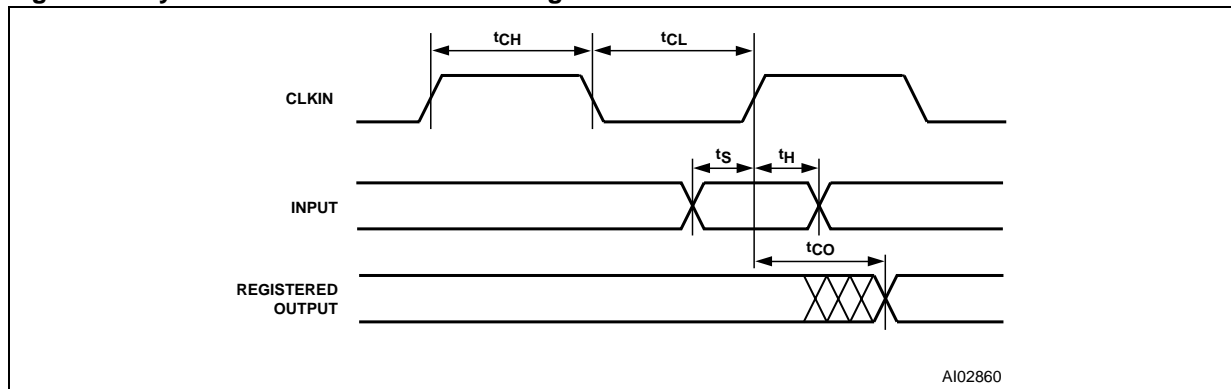 tCH
tCL
CLKIN
tS
tH
INPUT
tCO
REGISTERED
OUTPUT
AI02860